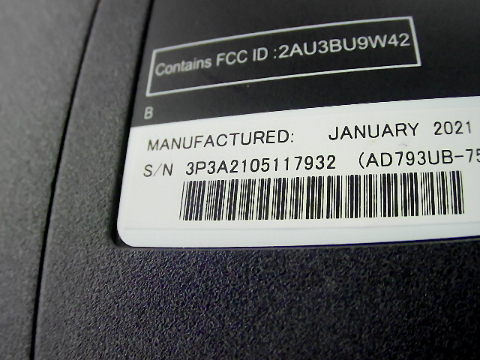 Contains FCC ID :2AU3BU9W42
B
MANUFACTURED: JANUARY 2021
S/N 3P3A2105117932 (AD793UB-75